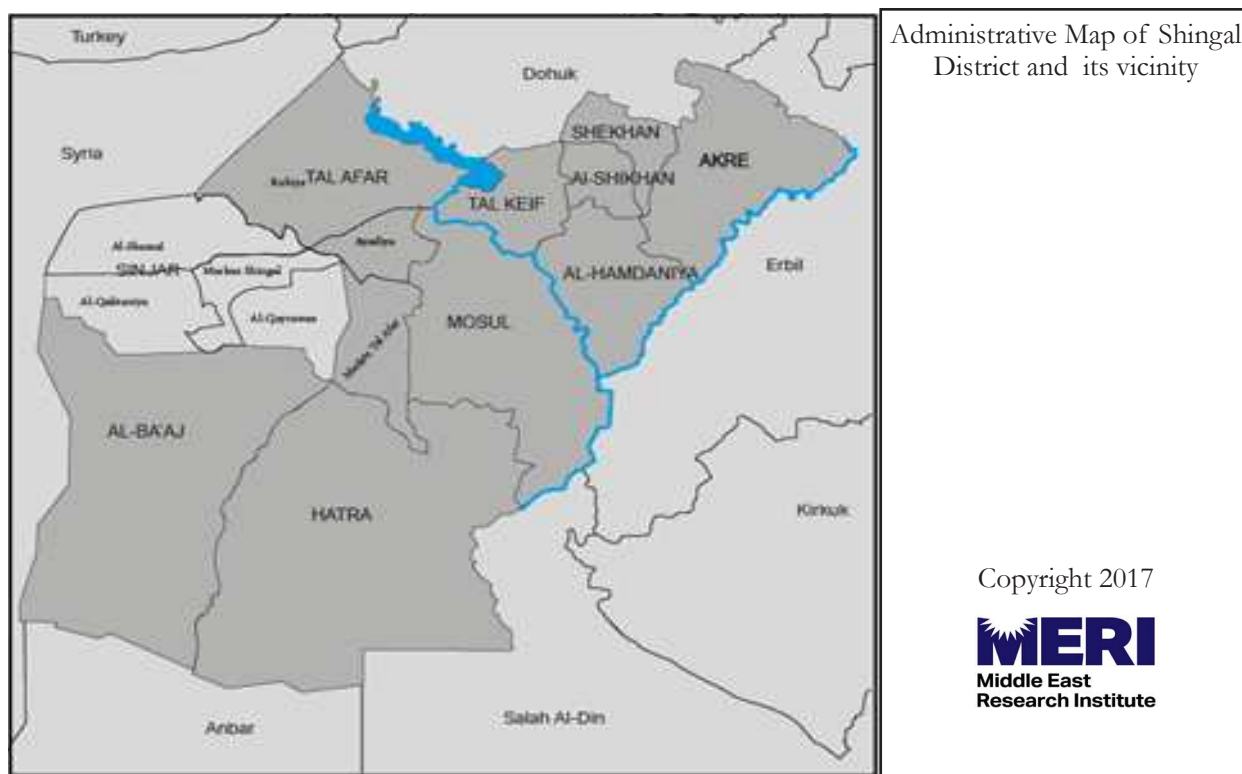 Turkey
Administrative Map of Shingal
District and its vicinity
Dohuk
SHEKHAN
Syria
AKRE
TAL AFAR
Al-SHIKHAN
TAL KEIF
SINJAR
Erbil
AL-HAMDANIYA
MOSUL
AL-BA'AJ
HATRA
Kirkuk
Copyright 2017
MERI
Middle East
Research Institute
Salah Al-Din
Anbar